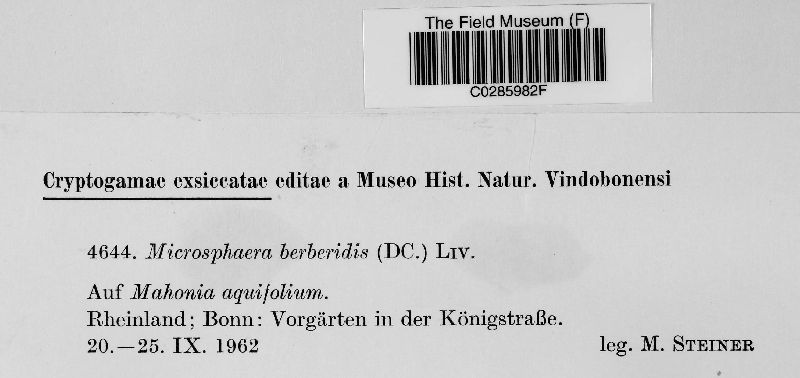 The Field Museum (F)
C0285982F
Cryptogamae exsiccatae editae a Museo Hist. Natur. Vindobonensi
4644. Microsphaera berberidis (DC.) Liv.
Auf Mahonia aquifolium.
Rheinland; Bonn: Vorgärten in der Königstraße.
20.—25. IX. 1962 leg. M. Steiner